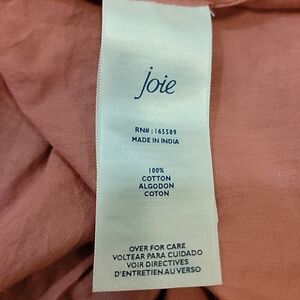 joie
RN# : 165589
MADE IN INDIA
100%
COTTON
ALGODON
COTON
OVER FOR CARE
VOLTEAR PARA CUIDADO
VOIR DIRECTIVES
D'ENTRETIEN AU VERSO